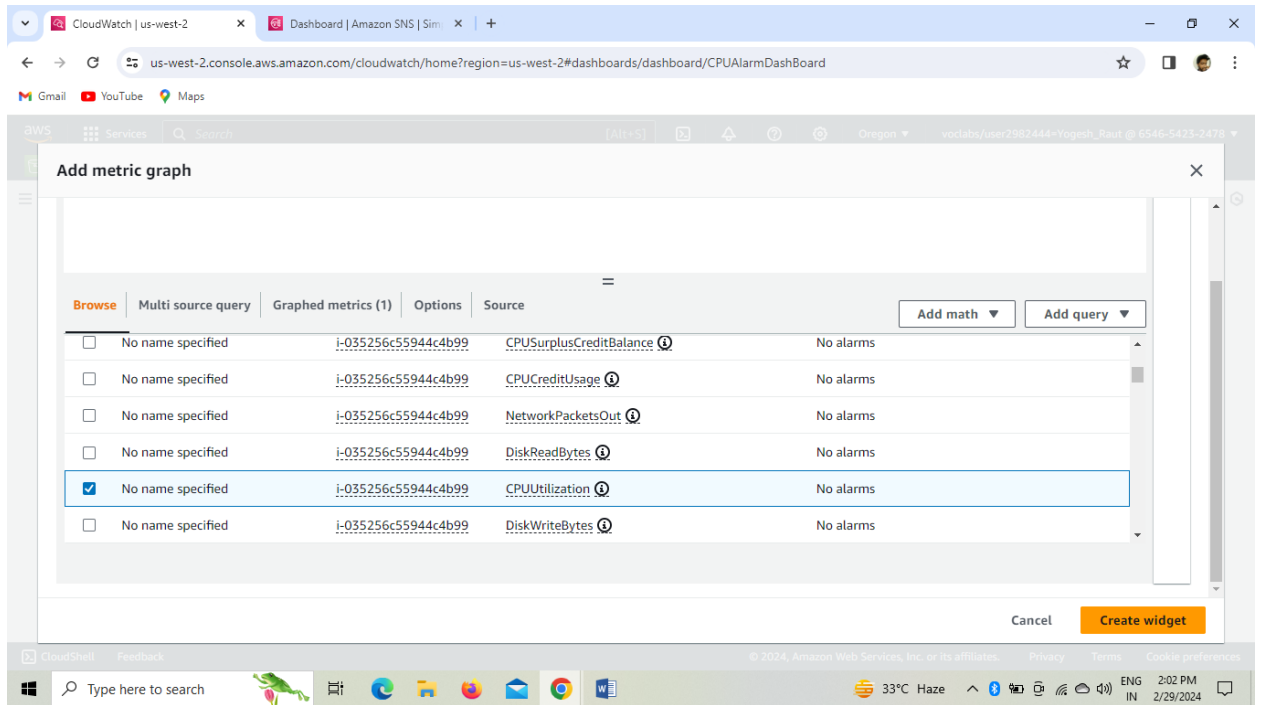 CloudWatch | us-west-2
Dashboard | Amazon SNS | Sim
us-west-2.console.aws.amazon.com/cloudwatch/home?region=us-west-2#dashboards/dashboard/CPUAlarmDashBoard
Gmail YouTube Maps
aws Services Search [Alt+S] Oregon voclabs/user2982444=Yogesh_Raut @ 6546-5423-2478
Add metric graph
Browse Multi source query Graphed metrics (1) Options Source
Add math Add query
No name specified i-035256c55944c4b99 CPUSurplusCreditBalance No alarms
No name specified i-035256c55944c4b99 CPUCreditUsage No alarms
No name specified i-035256c55944c4b99 NetworkPacketsOut No alarms
No name specified i-035256c55944c4b99 DiskReadBytes No alarms
No name specified i-035256c55944c4b99 CPUUtilization No alarms
No name specified i-035256c55944c4b99 DiskWriteBytes No alarms
Cancel Create widget
CloudShell Feedback © 2024, Amazon Web Services, Inc. or its affiliates. Privacy Terms Cookie preferences
Type here to search 33°C Haze ENG 2:02 PM
IN 2/29/2024